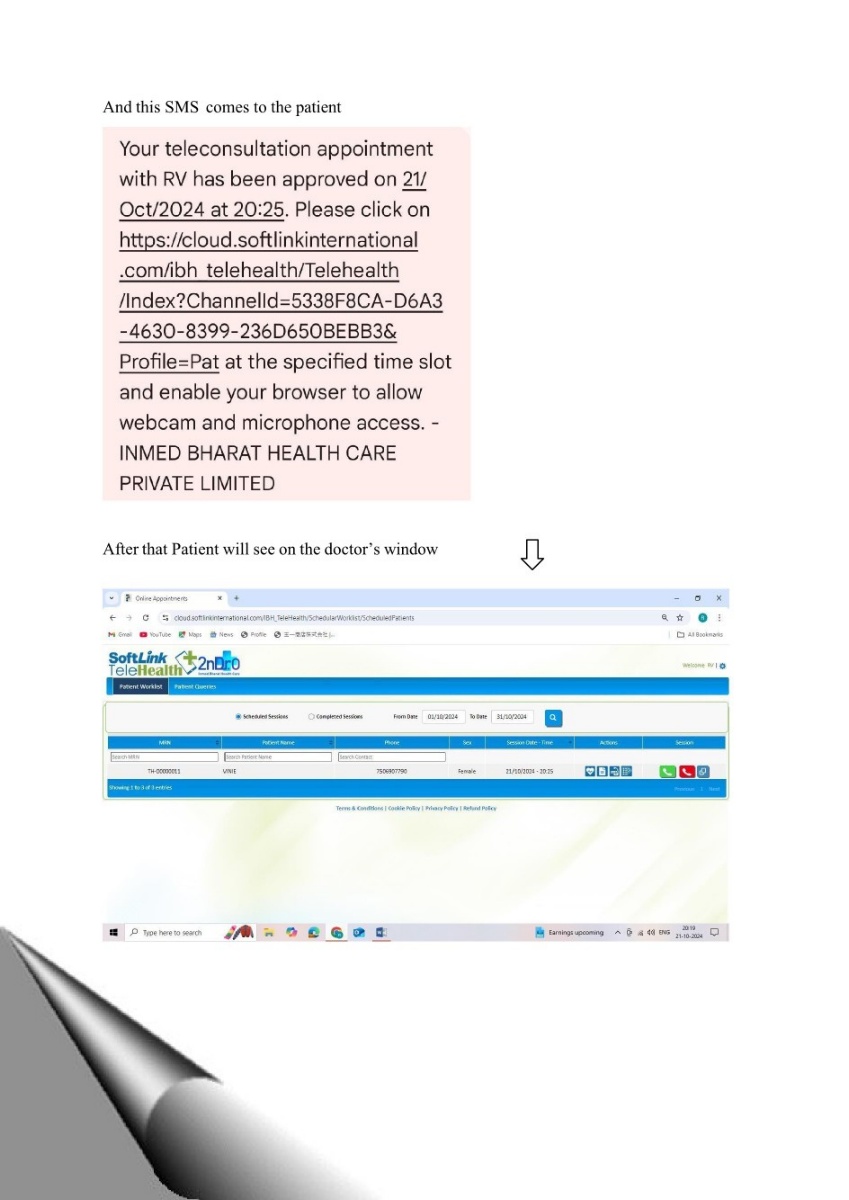 And this SMS comes to the patient
Your teleconsultation appointment
with RV has been approved on 21/
Oct/2024 at 20:25. Please click on
https://cloud.softlinkinternational
.com/ibh_telehealth/Telehealth
/Index?ChannelId=5338F8CA-D6A3
-4630-8399-236D650BEBB3&
Profile=Pat at the specified time slot
and enable your browser to allow
webcam and microphone access. -
INMED BHARAT HEALTH CARE
PRIVATE LIMITED
After that Patient will see on the doctor's window
Online Appointments
cloud.softlinkinternational.com/IBH_TeleHealth/SchedularWorklist/ScheduledPatients
Email YouTube Maps News Profile All Bookmarks
SoftLink
TeleHealth 2nDrO
Welcome RV
Patient Worklist Patient Queries
Scheduled Sessions Completed Sessions From Date 01/10/2024 To Date 31/10/2024
MRN Patient Name Phone Sex Session Date - Time Actions Session
Search MRN Search Patient Name Search Contact
TH-00000011 VINIE 7506907790 Female 21/10/2024 - 20:25
Showing 1 to 3 of 3 entries Previous 1 Next
Terms & Conditions | Cookie Policy | Privacy Policy | Refund Policy
Type here to search Earnings upcoming ENG 20:19
21-10-2024